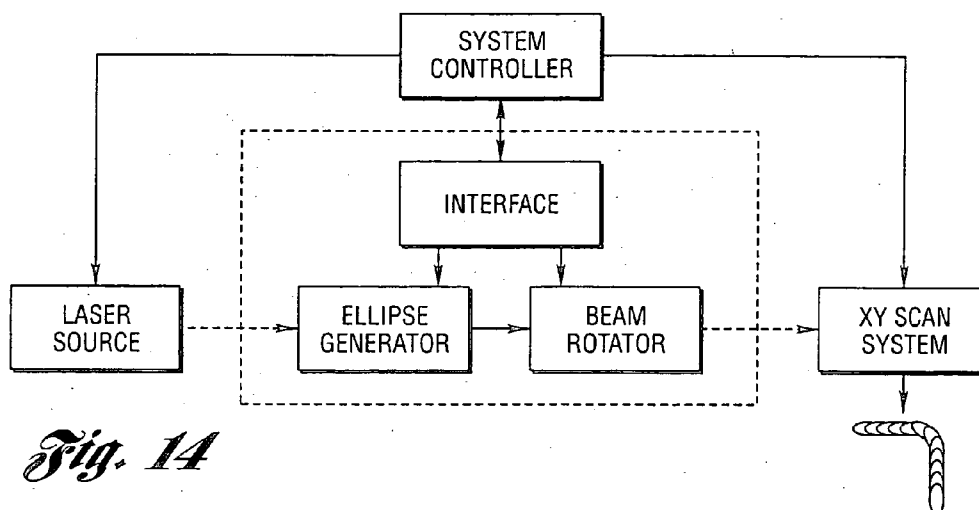 SYSTEM
CONTROLLER
INTERFACE
LASER
SOURCE
ELLIPSE
GENERATOR
BEAM
ROTATOR
XY SCAN
SYSTEM
Fig. 14